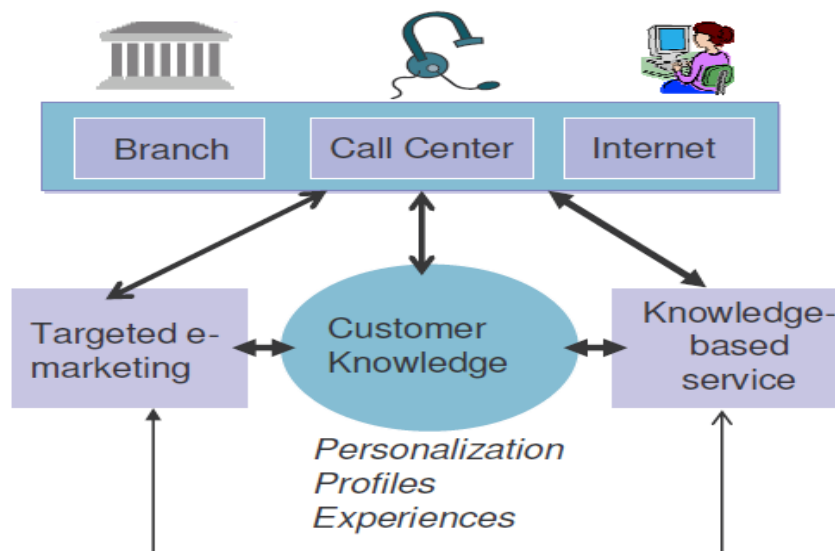 Branch
Call Center
Internet
Targeted e-
marketing
Customer
Knowledge
Knowledge-
based
service
Personalization
Profiles
Experiences